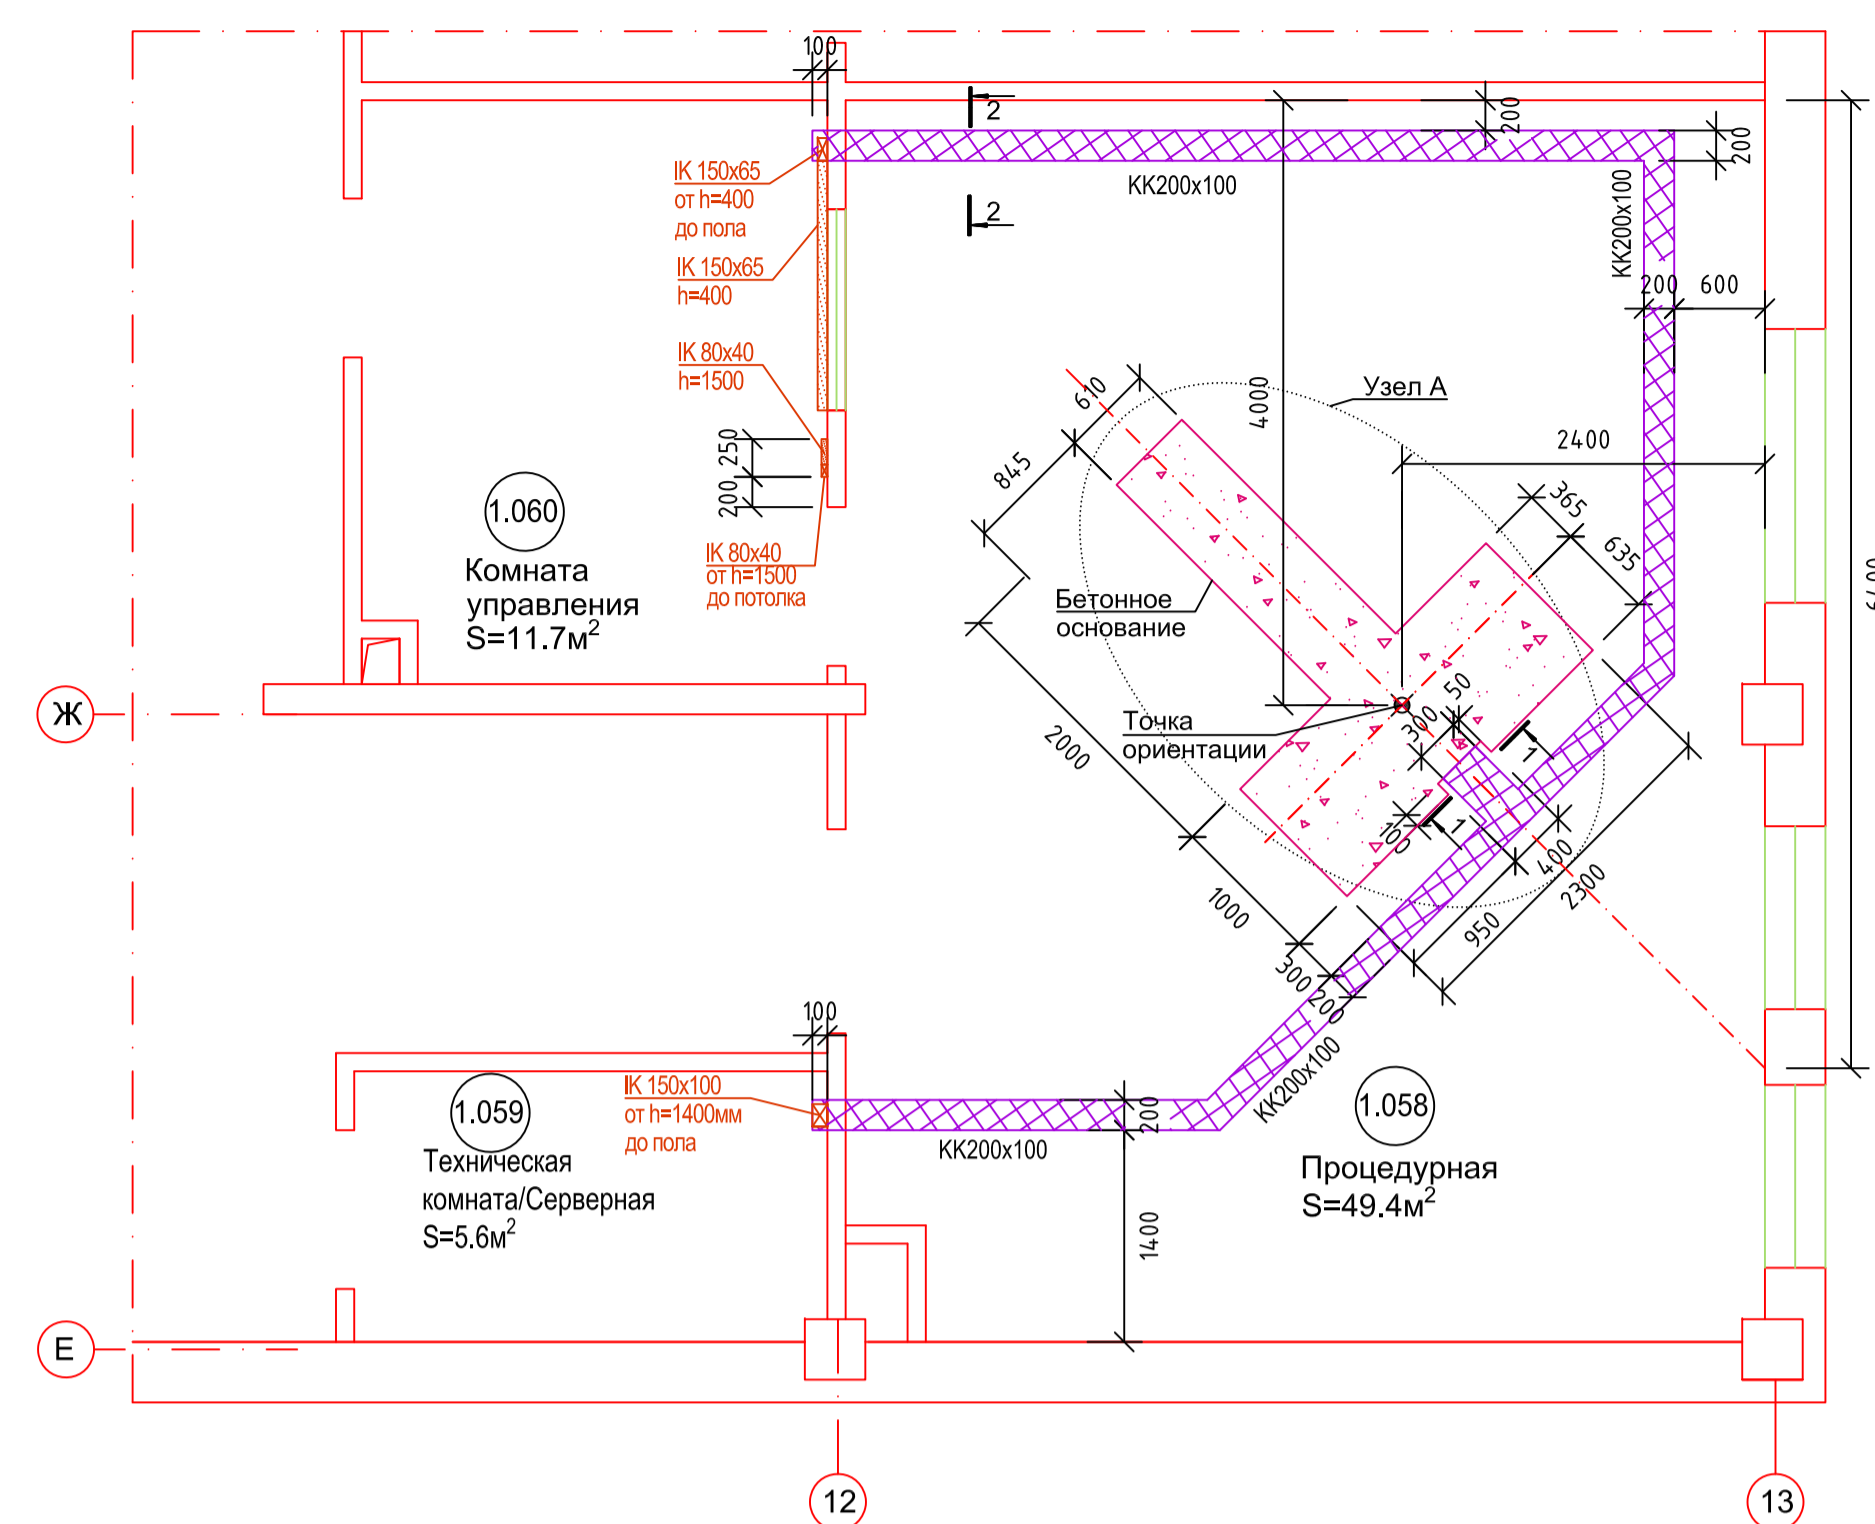 100
2
200
200
IK 150x65
от h=400
до пола
KK200x100
KK200x100
2
IK 150x65
h=400
200
600
IK 80x40
h=1500
610
4000
Узел А
2400
250
845
365
200
1.060
635
Комната
управления
S=11.7м²
IK 80x40
от h=1500
до потолка
Бетонное
основание
50
Ж
2000
Точка
ориентации
300
1
1
100
400
2300
1000
950
300
200
100
IK 150x100
от h=1400мм
до пола
1.059
KK200x100
1.058
200
KK200x100
Техническая
комната/Серверная
S=5.6м²
Процедурная
S=49.4м²
1400
Е
12
13